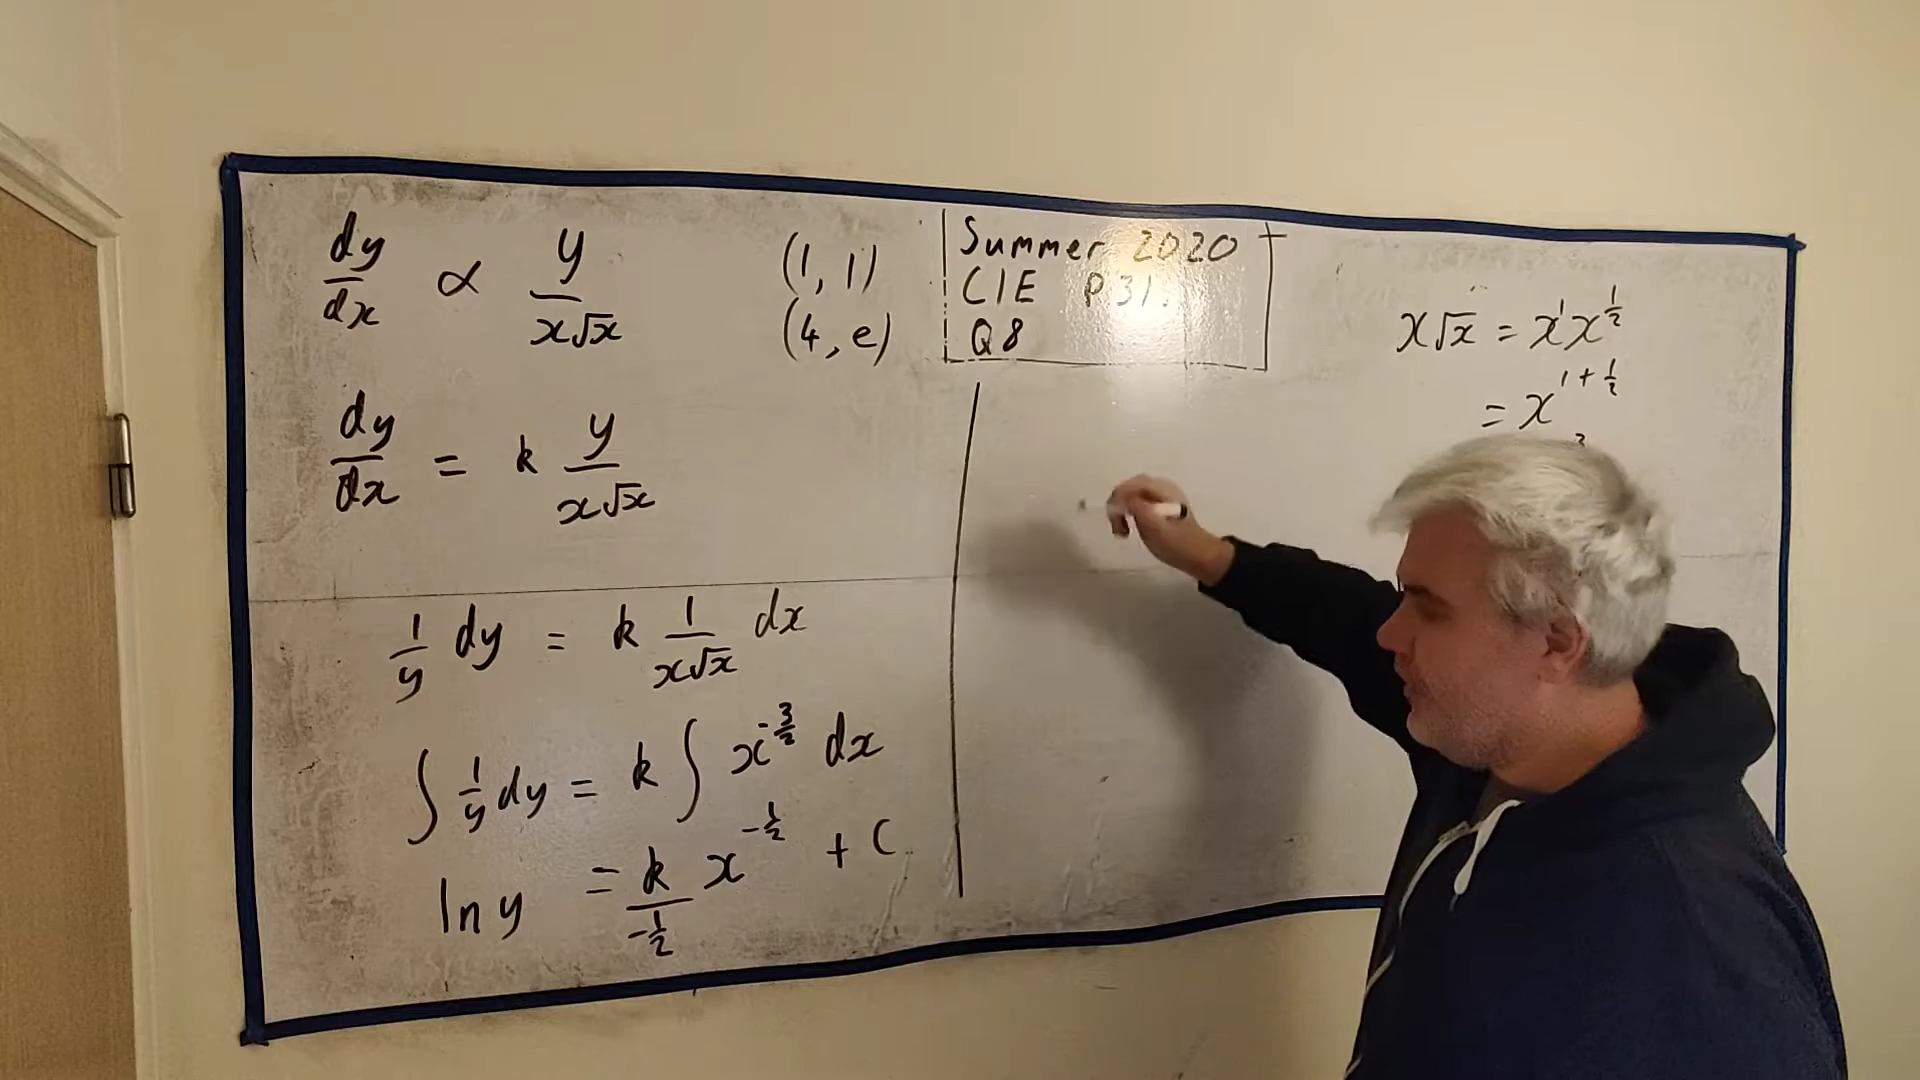 dy/dx ∝ y/x√x
(1, 1)
(4, e)
Summer 2020
CIE P31.
Q8
x√x = x¹x^½
= x^(1+½)
dy/dx = k y/x√x
1/y dy = k 1/x√x dx
∫ 1/y dy = k ∫ x^(-3/2) dx
ln y = k/(-½) x^(-½) + C